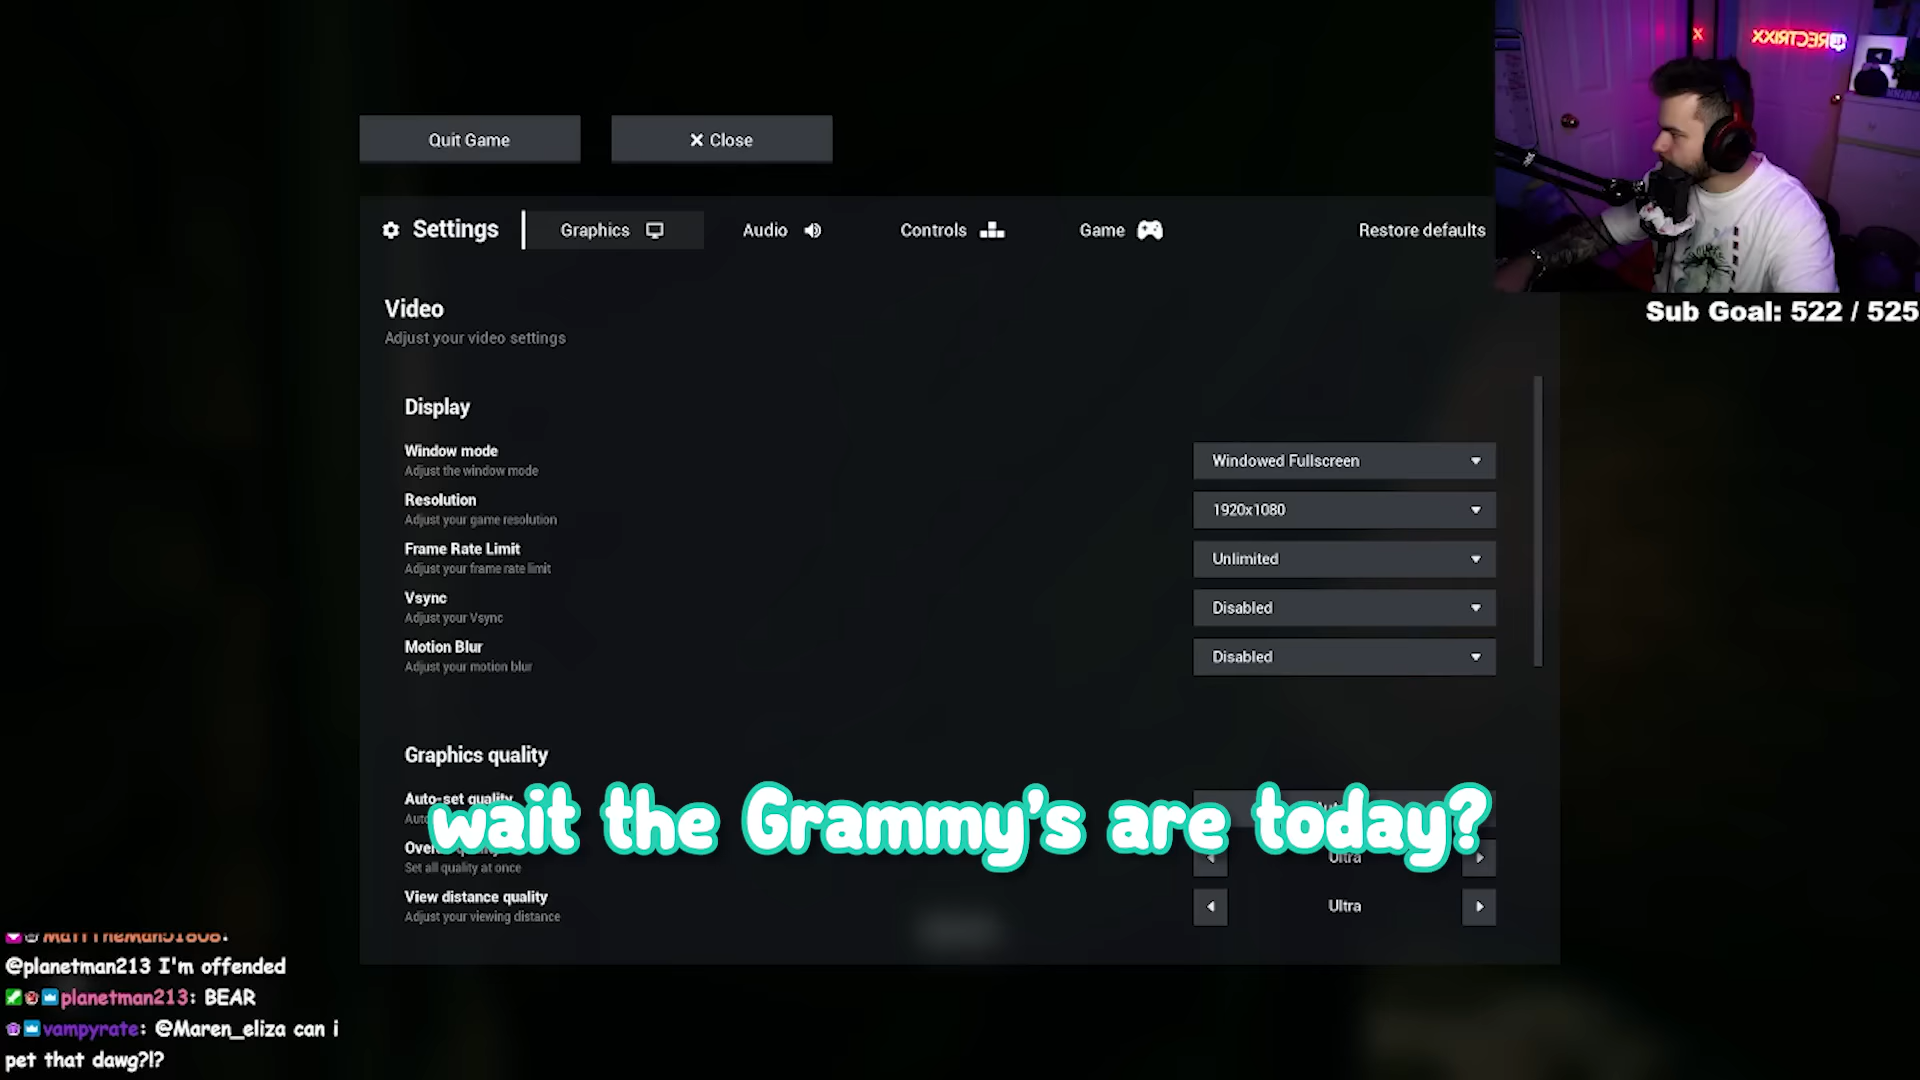 Quit Game
Close
Settings
Graphics
Audio
Controls
Game
Restore defaults
Sub Goal: 522 / 525
Video
Adjust your video settings
Display
Window mode
Adjust the window mode
Windowed Fullscreen
Resolution
Adjust your game resolution
1920x1080
Frame Rate Limit
Adjust your frame rate limit
Unlimited
Vsync
Adjust your Vsync
Disabled
Motion Blur
Adjust your motion blur
Disabled
Graphics quality
Auto-set quality
wait the Grammy's are today?
Set all quality at once
Ultra
View distance quality
Adjust your viewing distance
Ultra
@planetman213 I'm offended
planetman213: BEAR
vampyrate: @Maren_eliza can i
pet that dawg?!?